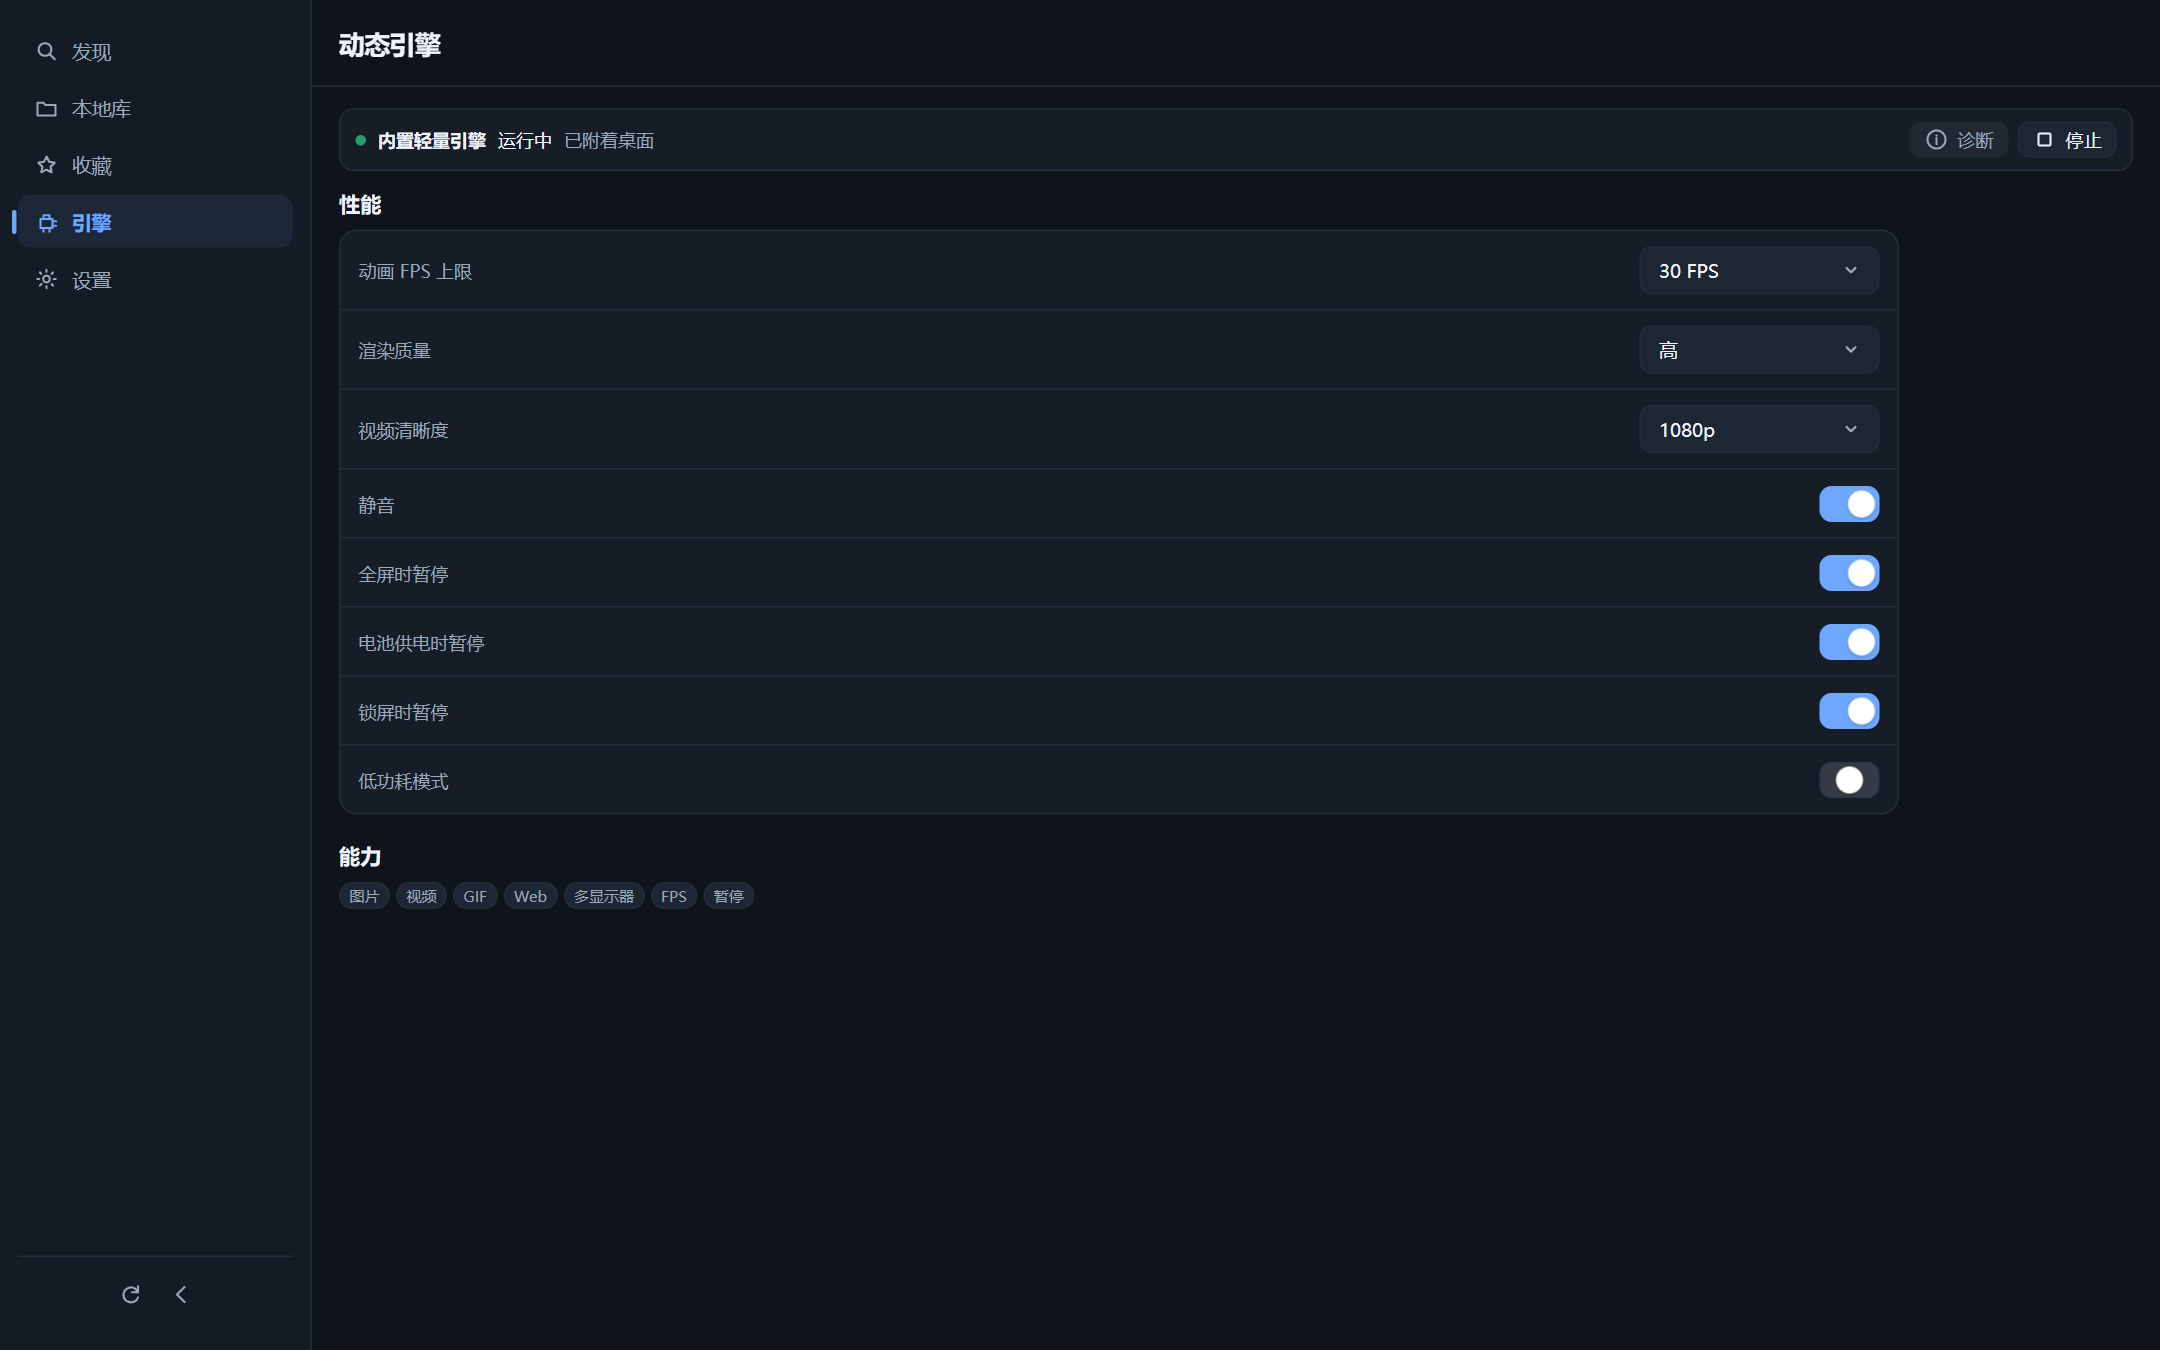 发现
本地库
收藏
引擎
设置
动态引擎
内置轻量引擎 运行中 已附着桌面 诊断 停止
性能
动画 FPS 上限 30 FPS
渲染质量 高
视频清晰度 1080p
静音
全屏时暂停
电池供电时暂停
锁屏时暂停
低功耗模式
能力
图片 视频 GIF Web 多显示器 FPS 暂停